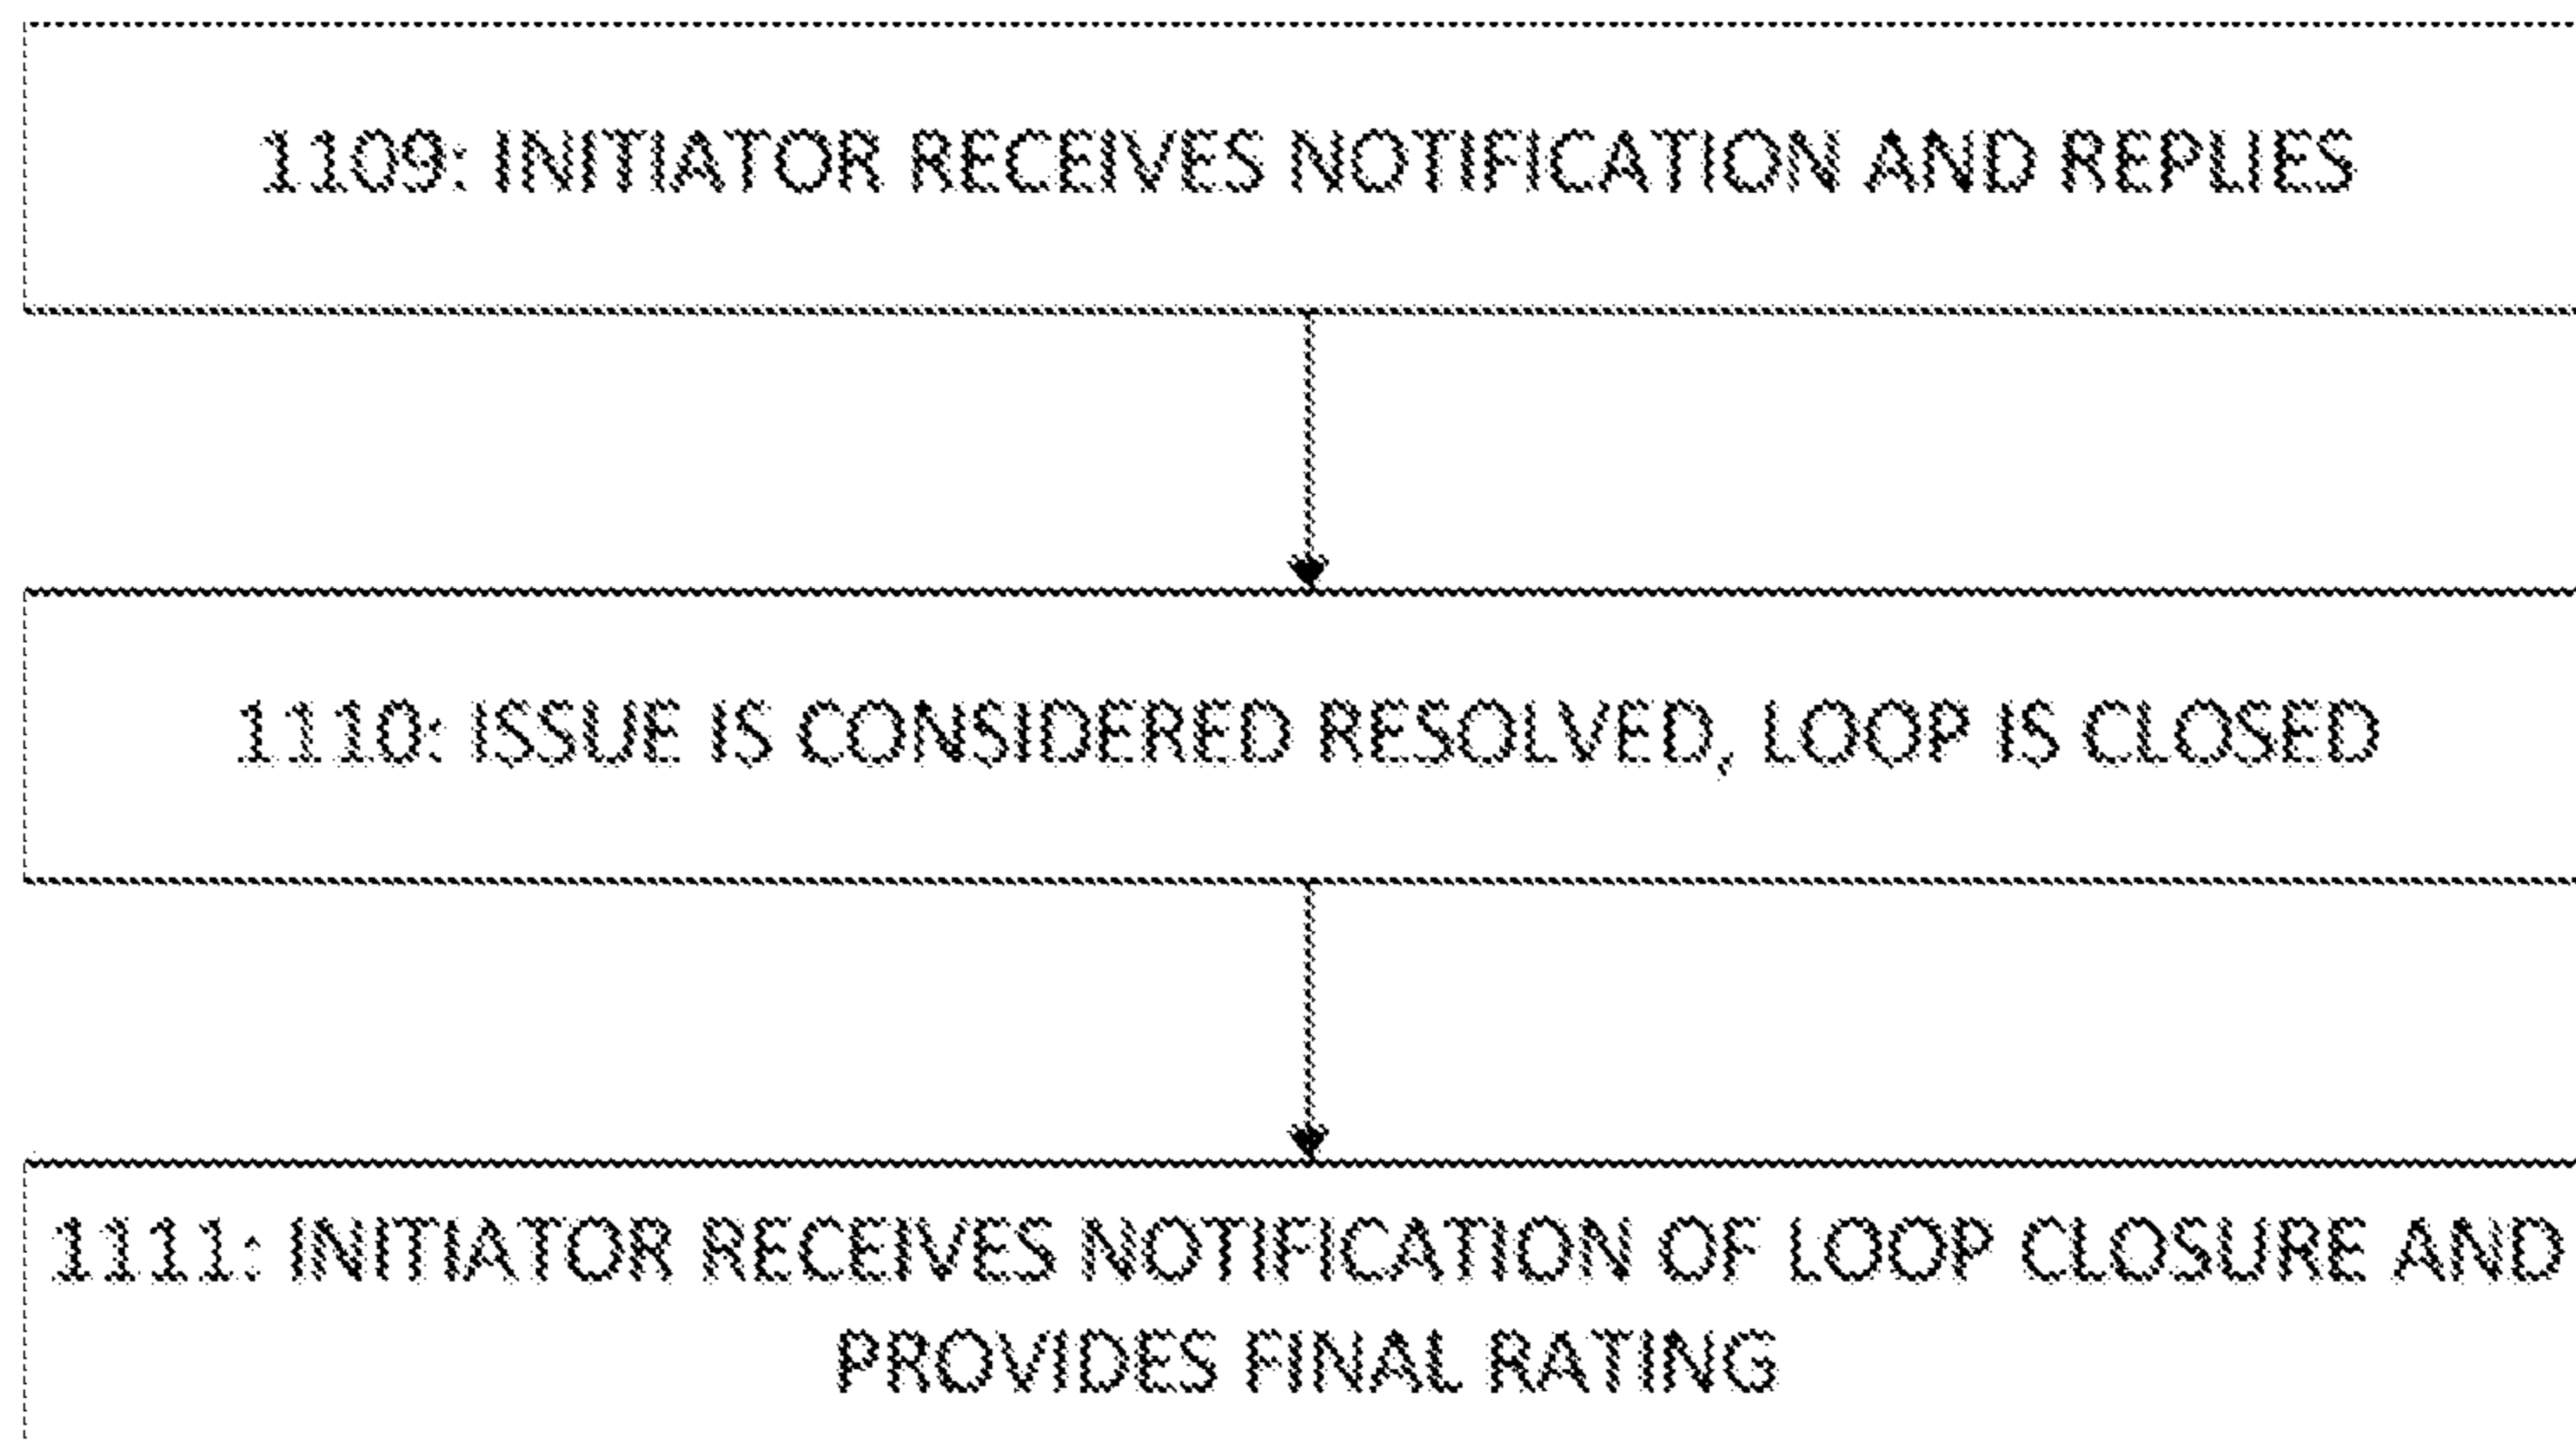 1109: INITIATOR RECEIVES NOTIFICATION AND REPLIES
1110: ISSUE IS CONSIDERED RESOLVED, LOOP IS CLOSED
1111: INITIATOR RECEIVES NOTIFICATION OF LOOP CLOSURE AND
PROVIDES FINAL RATING